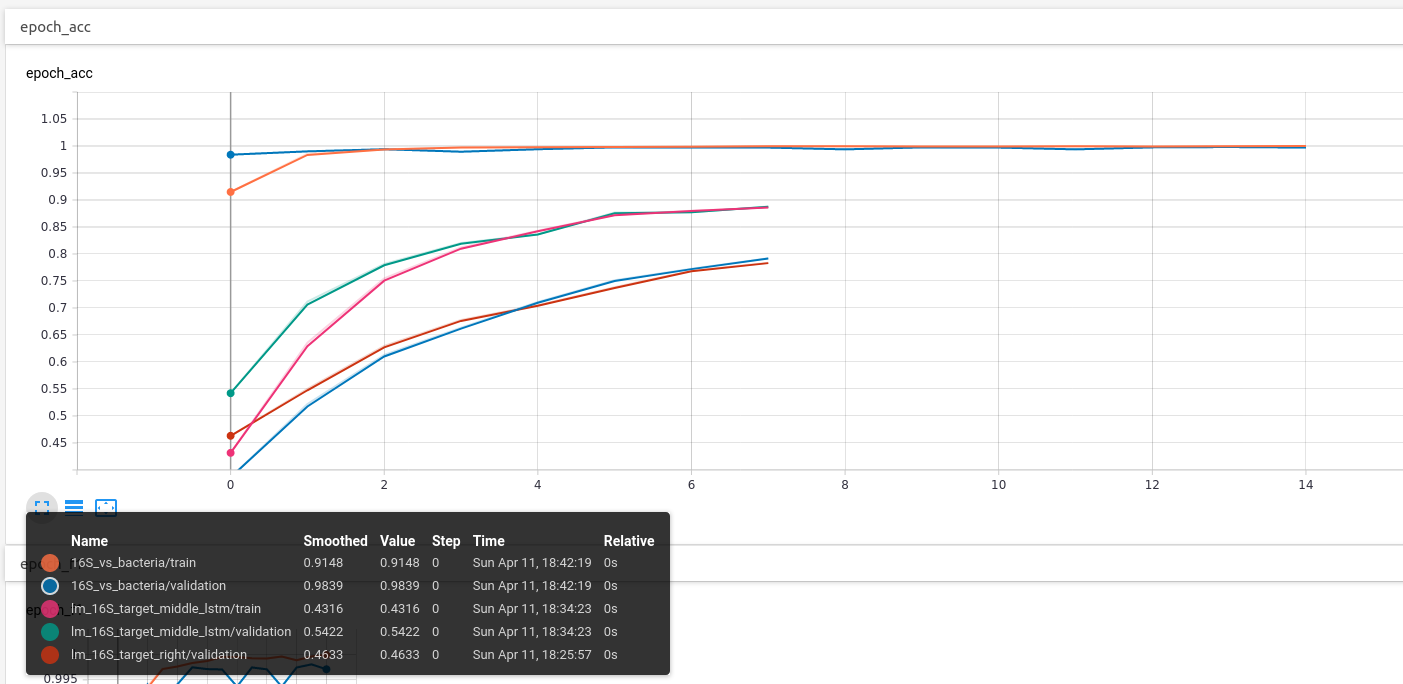 epoch_acc
epoch_acc
1.05
1
0.95
0.9
0.85
0.8
0.75
0.7
0.65
0.6
0.55
0.5
0.45
0 2 4 6 8 10 12 14
Name Smoothed Value Step Time Relative
16S_vs_bacteria/train 0.9148 0.9148 0 Sun Apr 11, 18:42:19 0s
16S_vs_bacteria/validation 0.9839 0.9839 0 Sun Apr 11, 18:42:19 0s
lm_16S_target_middle_lstm/train 0.4316 0.4316 0 Sun Apr 11, 18:34:23 0s
lm_16S_target_middle_lstm/validation 0.5422 0.5422 0 Sun Apr 11, 18:34:23 0s
lm_16S_target_right/validation 0.4633 0.4633 0 Sun Apr 11, 18:25:57 0s
0.995